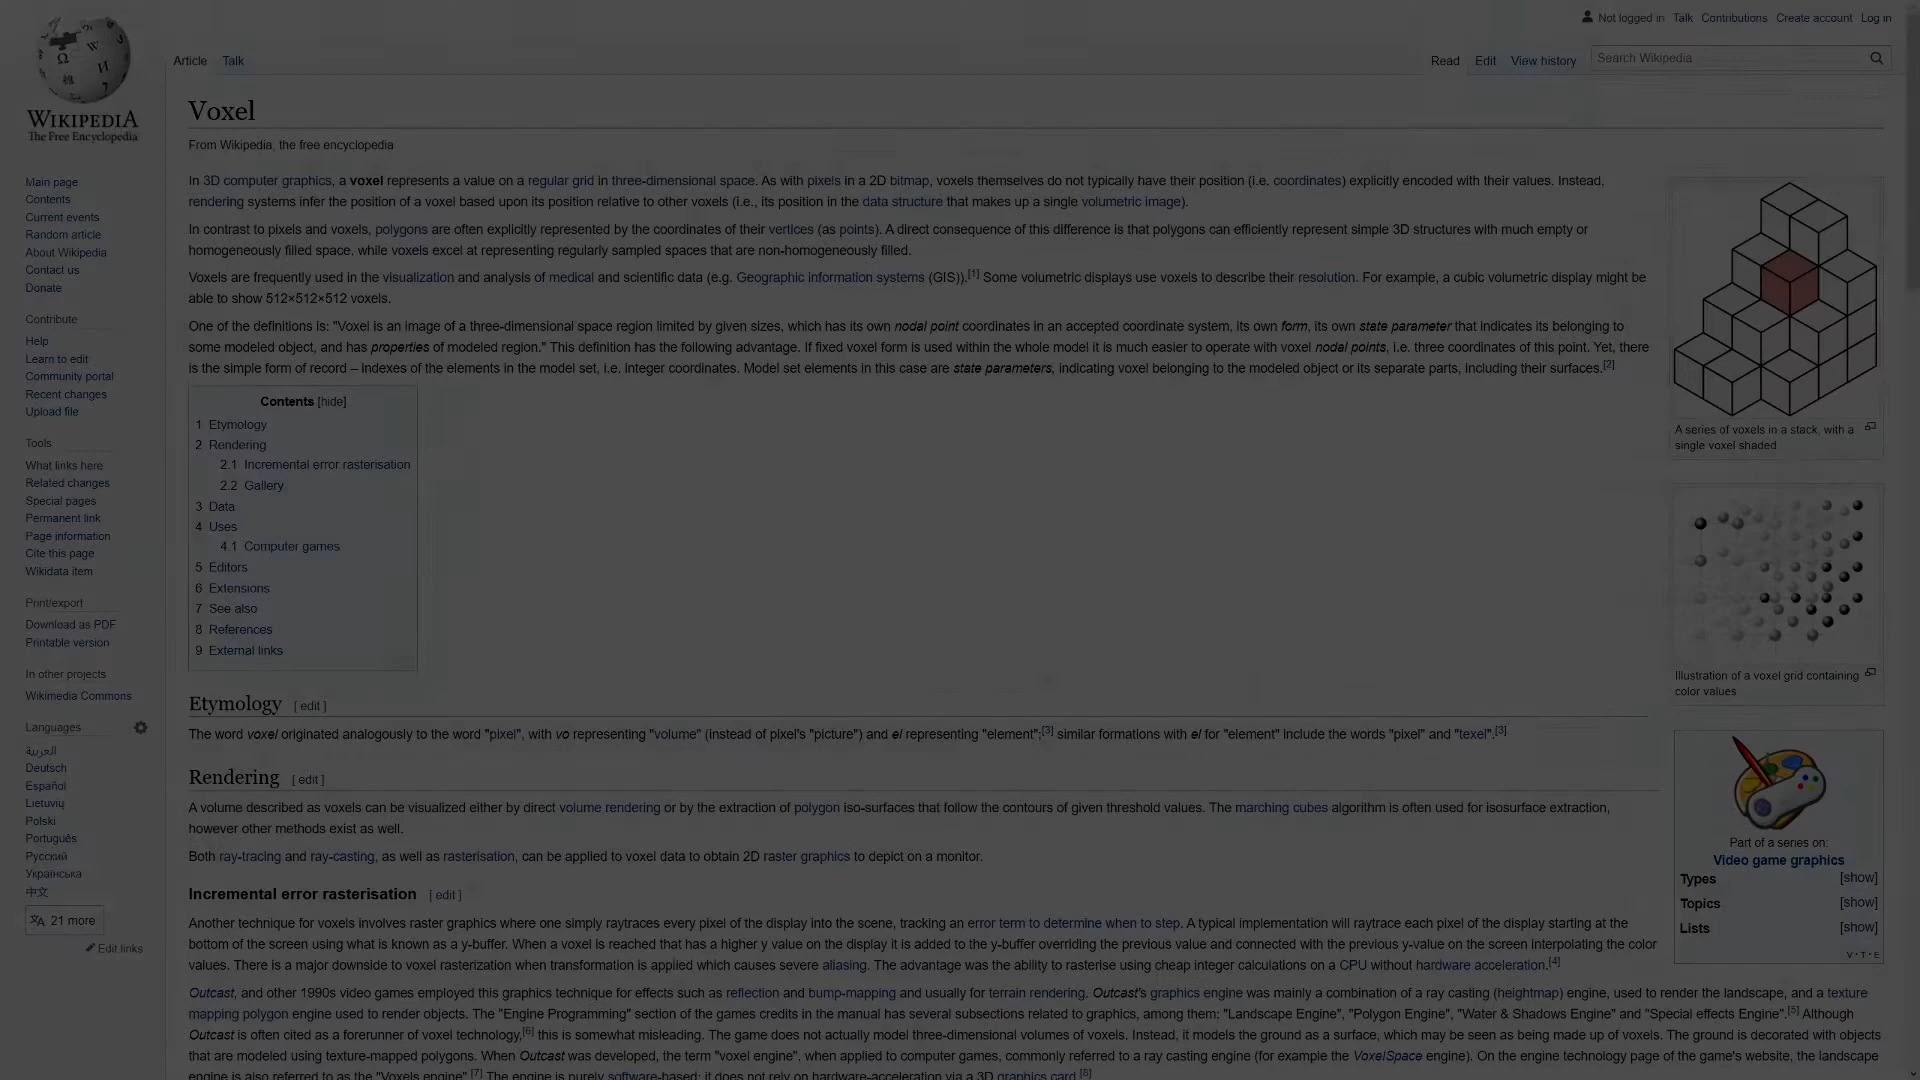 Not logged in Talk Contributions Create account Log in
Article Talk
Read Edit View history Search Wikipedia
WIKIPEDIA
The Free Encyclopedia
Main page
Contents
Current events
Random article
About Wikipedia
Contact us
Donate
Contribute
Help
Learn to edit
Community portal
Recent changes
Upload file
Tools
What links here
Related changes
Special pages
Permanent link
Page information
Cite this page
Wikidata item
Print/export
Download as PDF
Printable version
In other projects
Wikimedia Commons
Languages
العربية
Deutsch
Español
Lietuvių
Polski
Português
Русский
Українська
中文
21 more
Edit links
Voxel
From Wikipedia, the free encyclopedia
In 3D computer graphics, a voxel represents a value on a regular grid in three-dimensional space. As with pixels in a 2D bitmap, voxels themselves do not typically have their position (i.e. coordinates) explicitly encoded with their values. Instead,
rendering systems infer the position of a voxel based upon its position relative to other voxels (i.e., its position in the data structure that makes up a single volumetric image).
In contrast to pixels and voxels, polygons are often explicitly represented by the coordinates of their vertices (as points). A direct consequence of this difference is that polygons can efficiently represent simple 3D structures with much empty or
homogeneously filled space, while voxels excel at representing regularly sampled spaces that are non-homogeneously filled.
Voxels are frequently used in the visualization and analysis of medical and scientific data (e.g. Geographic information systems (GIS)).[1] Some volumetric displays use voxels to describe their resolution. For example, a cubic volumetric display might be
able to show 512×512×512 voxels.
One of the definitions is: "Voxel is an image of a three-dimensional space region limited by given sizes, which has its own nodal point coordinates in an accepted coordinate system, its own form, its own state parameter that indicates its belonging to
some modeled object, and has properties of modeled region." This definition has the following advantage. If fixed voxel form is used within the whole model it is much easier to operate with voxel nodal points, i.e. three coordinates of this point. Yet, there
is the simple form of record – indexes of the elements in the model set, i.e. integer coordinates. Model set elements in this case are state parameters, indicating voxel belonging to the modeled object or its separate parts, including their surfaces.[2]
Contents [hide]
1 Etymology
2 Rendering
2.1 Incremental error rasterisation
2.2 Gallery
3 Data
4 Uses
4.1 Computer games
5 Editors
6 Extensions
7 See also
8 References
9 External links
A series of voxels in a stack, with a
single voxel shaded
Illustration of a voxel grid containing
color values
Etymology [ edit ]
The word voxel originated analogously to the word "pixel", with vo representing "volume" (instead of pixel's "picture") and el representing "element";[3] similar formations with el for "element" include the words "pixel" and "texel".[3]
Rendering [ edit ]
A volume described as voxels can be visualized either by direct volume rendering or by the extraction of polygon iso-surfaces that follow the contours of given threshold values. The marching cubes algorithm is often used for isosurface extraction,
however other methods exist as well.
Both ray-tracing and ray-casting, as well as rasterisation, can be applied to voxel data to obtain 2D raster graphics to depict on a monitor.
Part of a series on:
Video game graphics
Types [show]
Topics [show]
Lists [show]
V · T · E
Incremental error rasterisation [ edit ]
Another technique for voxels involves raster graphics where one simply raytraces every pixel of the display into the scene, tracking an error term to determine when to step. A typical implementation will raytrace each pixel of the display starting at the
bottom of the screen using what is known as a y-buffer. When a voxel is reached that has a higher y value on the display it is added to the y-buffer overriding the previous value and connected with the previous y-value on the screen interpolating the color
values. There is a major downside to voxel rasterization when transformation is applied which causes severe aliasing. The advantage was the ability to rasterise using cheap integer calculations on a CPU without hardware acceleration.[4]
Outcast, and other 1990s video games employed this graphics technique for effects such as reflection and bump-mapping and usually for terrain rendering. Outcast's graphics engine was mainly a combination of a ray casting (heightmap) engine, used to render the landscape, and a texture
mapping polygon engine used to render objects. The "Engine Programming" section of the games credits in the manual has several subsections related to graphics, among them: "Landscape Engine", "Polygon Engine", "Water & Shadows Engine" and "Special effects Engine".[5] Although
Outcast is often cited as a forerunner of voxel technology,[6] this is somewhat misleading. The game does not actually model three-dimensional volumes of voxels. Instead, it models the ground as a surface, which may be seen as being made up of voxels. The ground is decorated with objects
that are modeled using texture-mapped polygons. When Outcast was developed, the term "voxel engine", when applied to computer games, commonly referred to a ray casting engine (for example the VoxelSpace engine). On the engine technology page of the game's website, the landscape
engine is also referred to as the "Voxels engine".[7] The engine is purely software-based; it does not rely on hardware-acceleration via a 3D graphics card.[8]